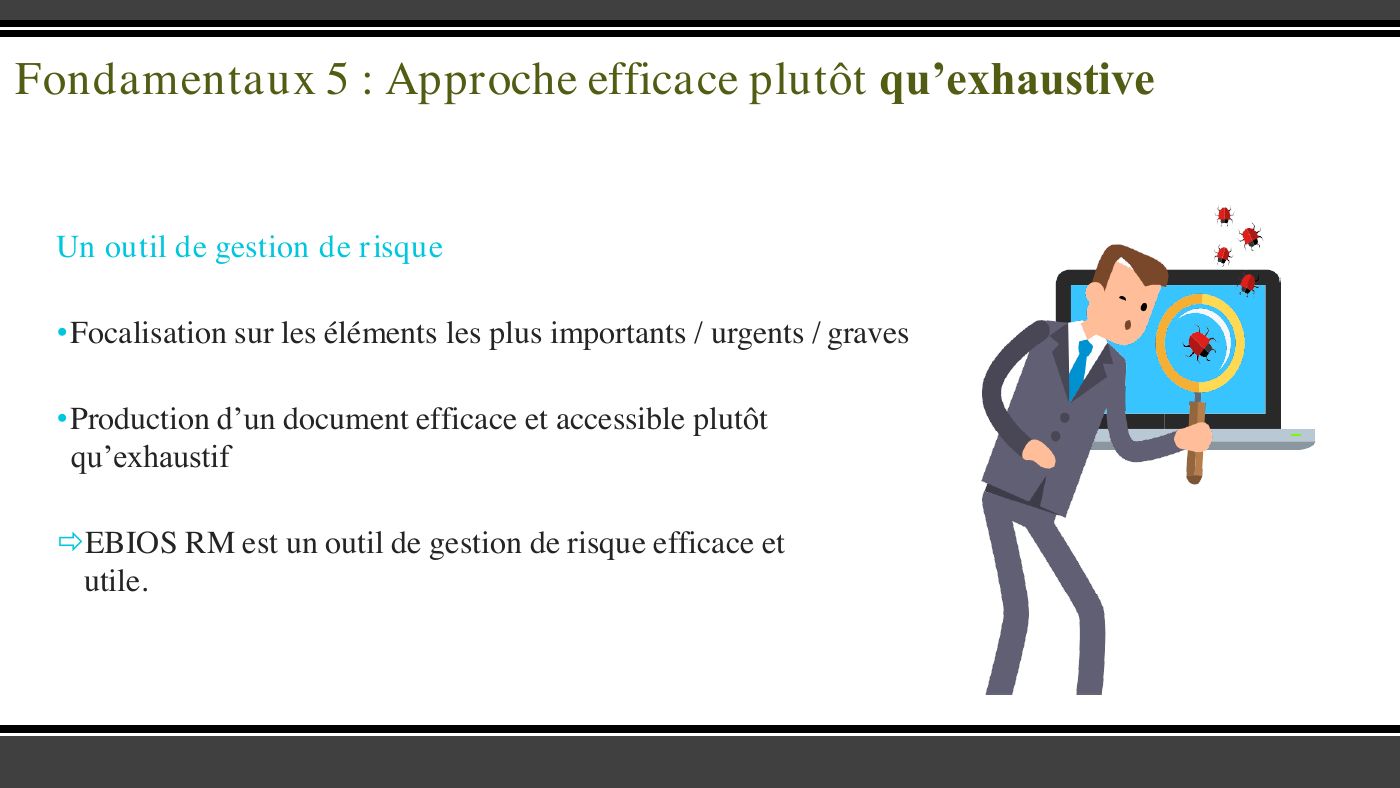 Fondamentaux 5 : Approche efficace plutôt qu’exhaustive
Un outil de gestion de risque
•Focalisation sur les éléments les plus importants / urgents / graves
•Production d’un document efficace et accessible plutôt
qu’exhaustif
⇨EBIOS RM est un outil de gestion de risque efficace et
utile.